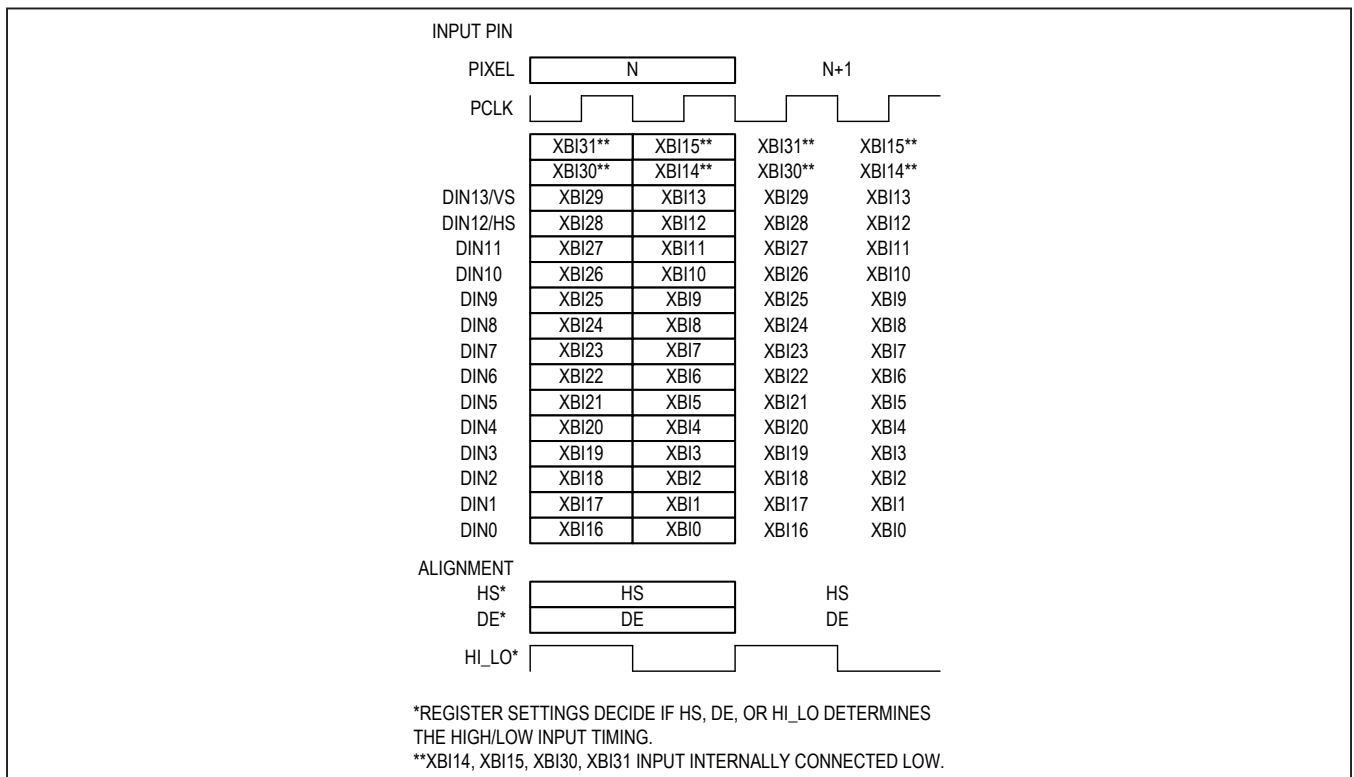 INPUT PIN
PIXEL N N+1
PCLK
XBI31** XBI15** XBI31** XBI15**
XBI30** XBI14** XBI30** XBI14**
DIN13/VS XBI29 XBI13 XBI29 XBI13
DIN12/HS XBI28 XBI12 XBI28 XBI12
DIN11 XBI27 XBI11 XBI27 XBI11
DIN10 XBI26 XBI10 XBI26 XBI10
DIN9 XBI25 XBI9 XBI25 XBI9
DIN8 XBI24 XBI8 XBI24 XBI8
DIN7 XBI23 XBI7 XBI23 XBI7
DIN6 XBI22 XBI6 XBI22 XBI6
DIN5 XBI21 XBI5 XBI21 XBI5
DIN4 XBI20 XBI4 XBI20 XBI4
DIN3 XBI19 XBI3 XBI19 XBI3
DIN2 XBI18 XBI2 XBI18 XBI2
DIN1 XBI17 XBI1 XBI17 XBI1
DIN0 XBI16 XBI0 XBI16 XBI0
ALIGNMENT
HS* HS HS
DE* DE DE
HI_LO*
*REGISTER SETTINGS DECIDE IF HS, DE, OR HI_LO DETERMINES
THE HIGH/LOW INPUT TIMING.
**XBI14, XBI15, XBI30, XBI31 INPUT INTERNALLY CONNECTED LOW.